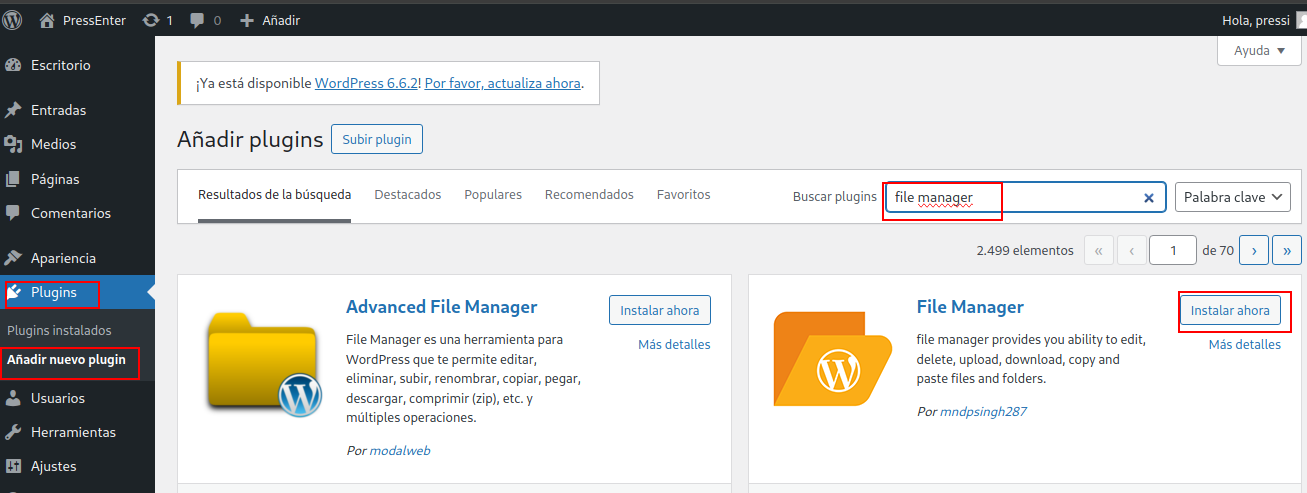 PressEnter 1 0 Añadir Hola, pressi
Ayuda
Escritorio
Entradas
Medios
Páginas
Comentarios
Apariencia
Plugins
Plugins instalados
Añadir nuevo plugin
Usuarios
Herramientas
Ajustes
¡Ya está disponible WordPress 6.6.2! Por favor, actualiza ahora.
Añadir plugins Subir plugin
Resultados de la búsqueda Destacados Populares Recomendados Favoritos Buscar plugins file manager × Palabra clave
2.499 elementos « ‹ 1 de 70 › »
Advanced File Manager
Instalar ahora
Más detalles
File Manager es una herramienta para
WordPress que te permite editar,
eliminar, subir, renombrar, copiar, pegar,
descargar, comprimir (zip), etc. y
múltiples operaciones.
Por modalweb
File Manager
Instalar ahora
Más detalles
file manager provides you ability to edit,
delete, upload, download, copy and
paste files and folders.
Por mndpsingh287